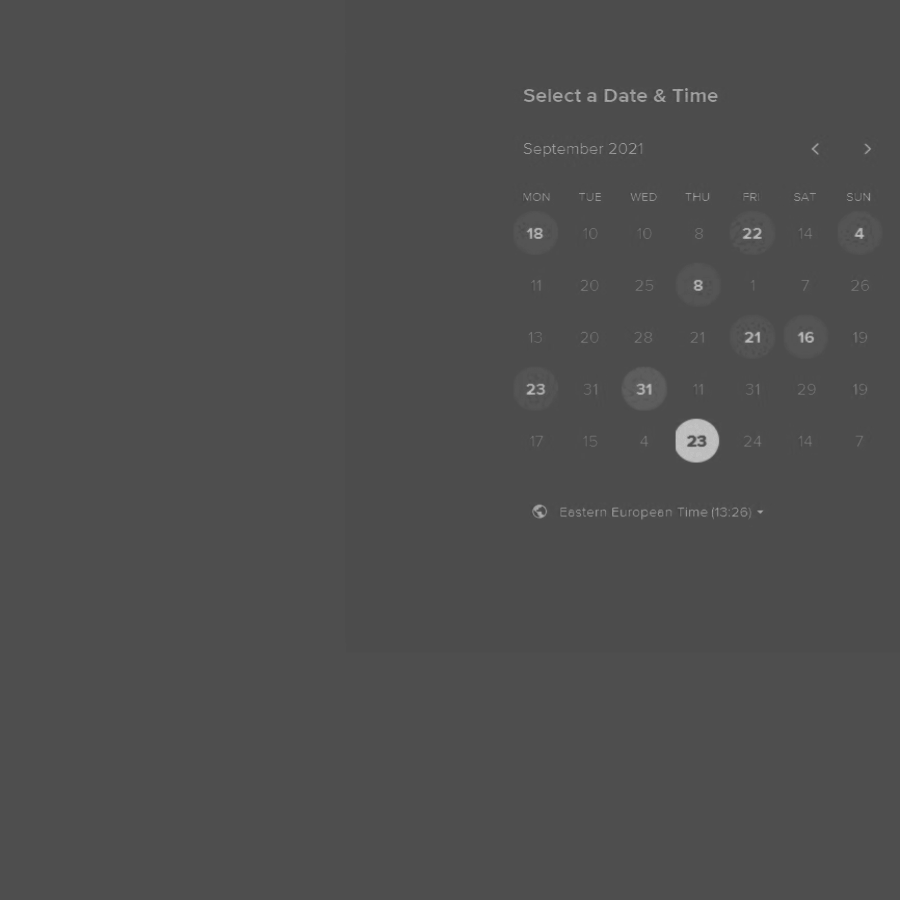 Select a Date & Time
September 2021
MON TUE WED THU FRI SAT SUN
18 10 10 8 22 14 4
11 20 25 8 1 7 26
13 20 28 21 21 16 19
23 31 31 11 31 29 19
17 15 4 23 24 14 7
Eastern European Time (13:26)